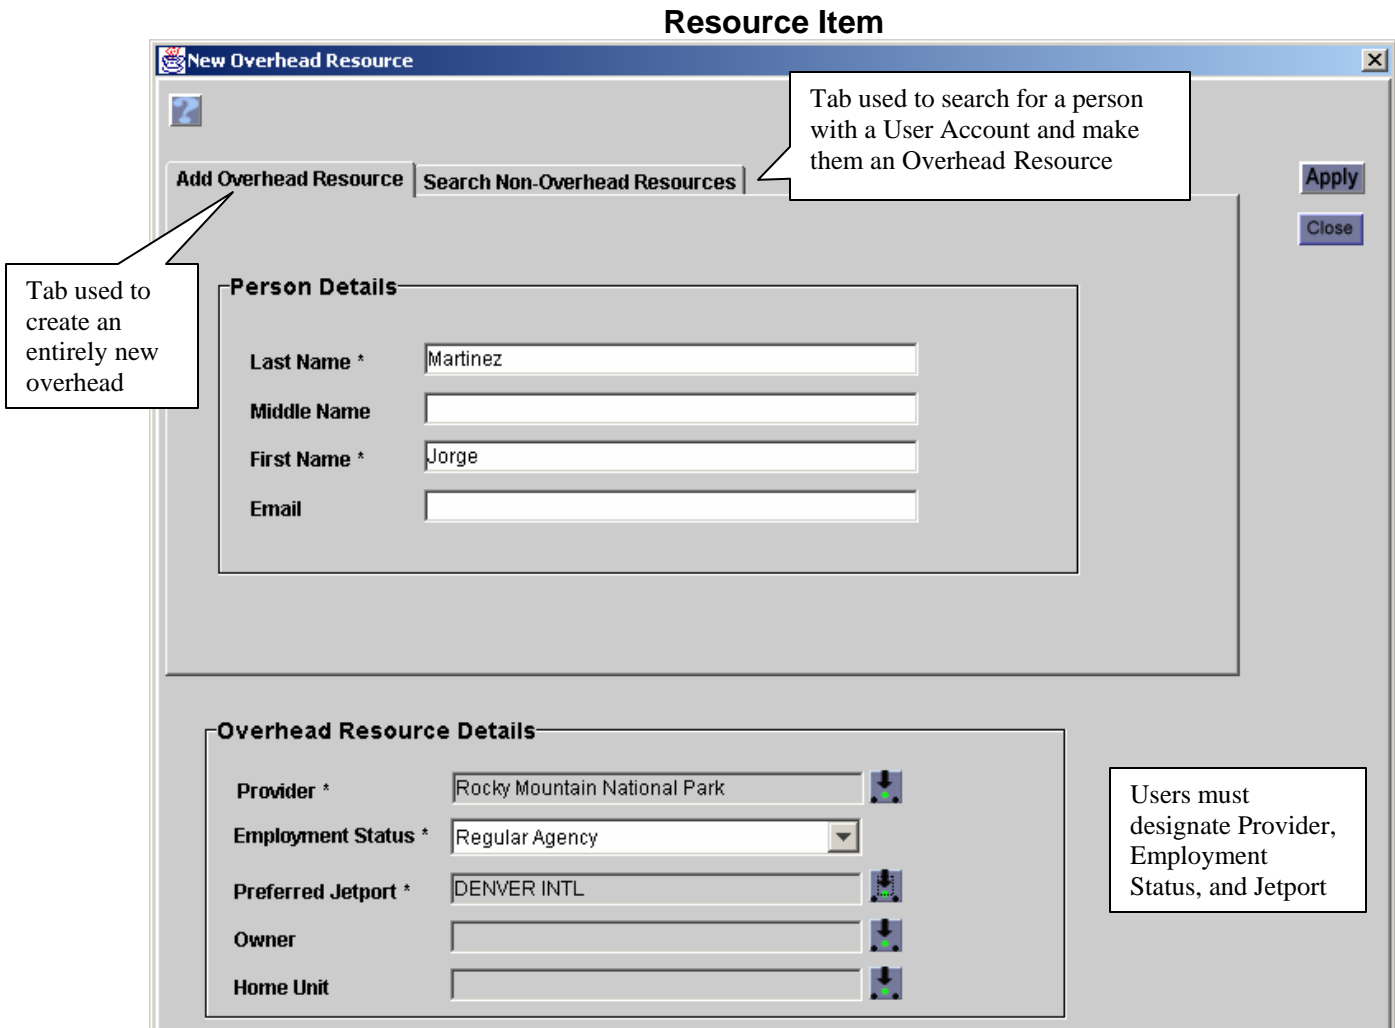 Resource Item
New Overhead Resource
Tab used to search for a person
with a User Account and make
them an Overhead Resource
Add Overhead Resource
Search Non-Overhead Resources
Apply
Close
Tab used to
create an
entirely new
overhead
Person Details
Last Name * Martinez
Middle Name
First Name * Jorge
Email
Overhead Resource Details
Provider * Rocky Mountain National Park
Employment Status * Regular Agency
Preferred Jetport * DENVER INTL
Owner
Home Unit
Users must
designate Provider,
Employment
Status, and Jetport